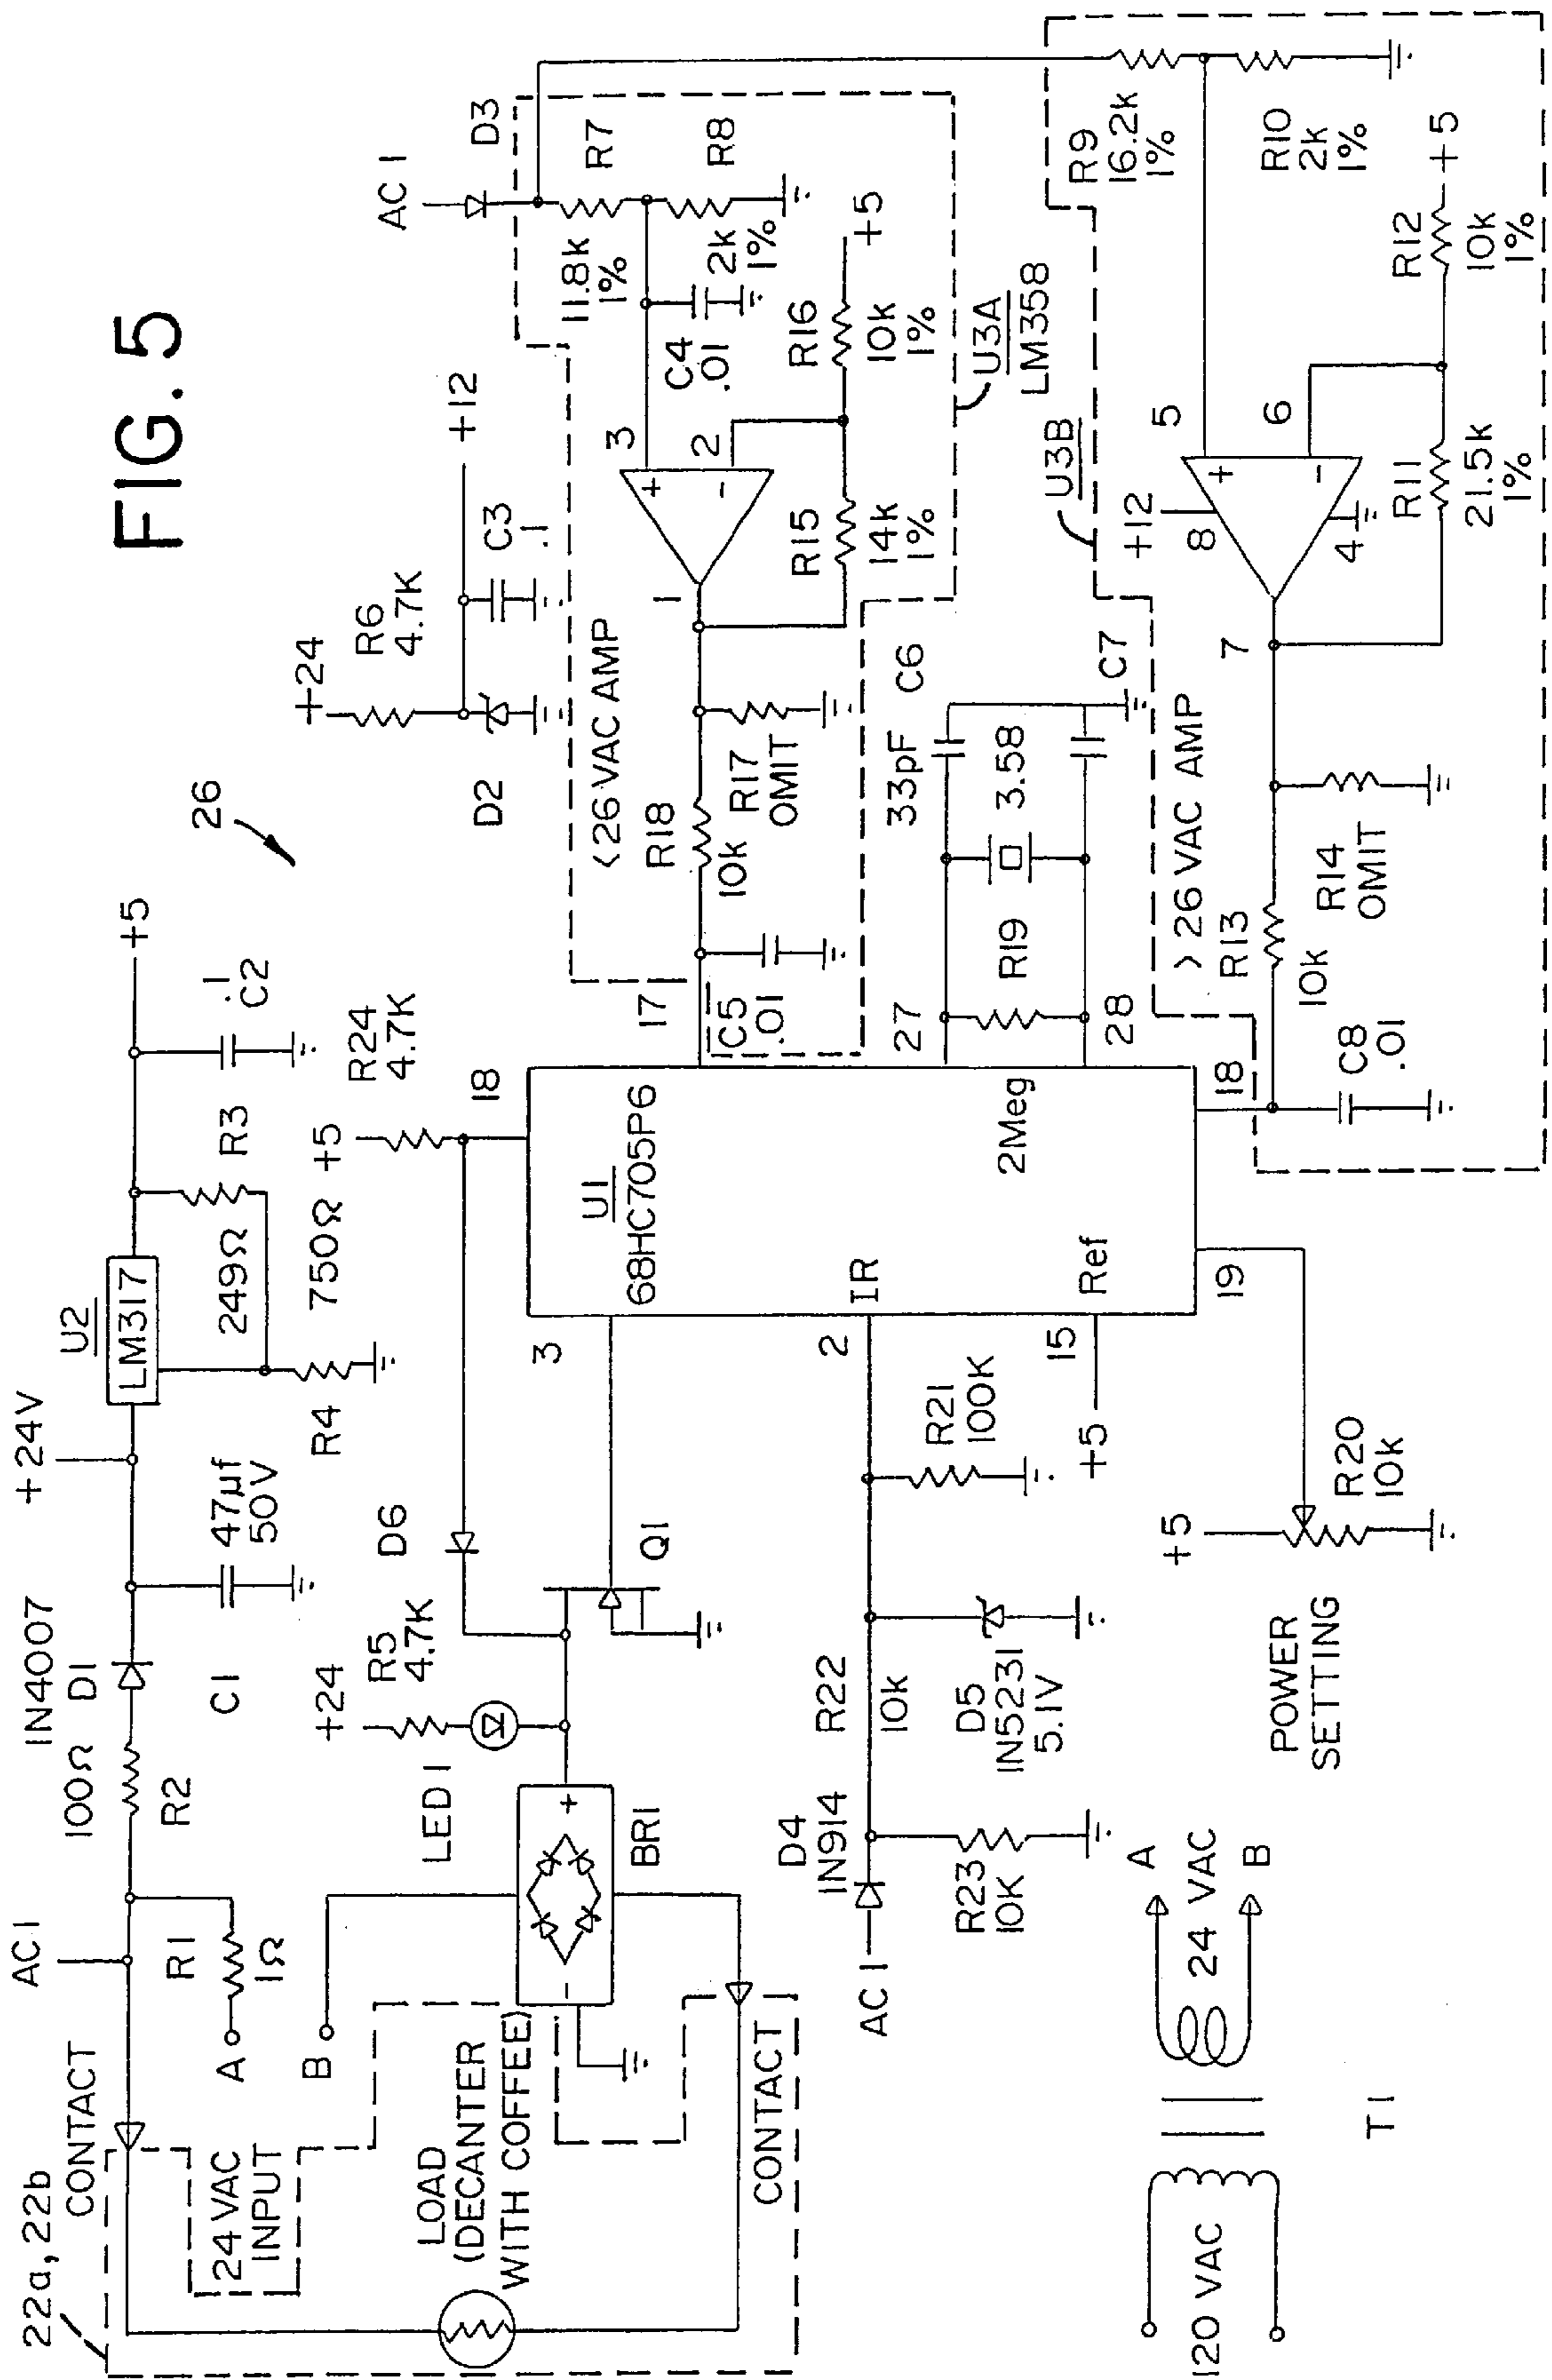 FIG. 5
26
22a, 22b
CONTACT
AC 1
R1
1Ω
A
B
24 VAC
INPUT
100Ω
R2
1N4007
D1
C1
47µf
50V
+24V
U2
LM317
249Ω
R3
750Ω
R4
.1
C2
+5
LOAD
(DECANTER
WITH COFFEE)
CONTACT
BR1
+
-
LED 1
+24
R5
4.7K
D6
Q1
+5
R24
4.7K
18
3
U1
68HC705P6
IR
2
Ref
15
+5
19
2Meg
17
27
28
18
AC 1
D4
1N914
R23
10K
R22
10k
D5
1N5231
5.1V
R21
100K
POWER
SETTING
+5
R20
10k
120 VAC
T1
24 VAC
A
B
+24
R6
4.7K
+12
D2
C3
.1
<26 VAC AMP
R18
10k
R17
OMIT
C5
.01
1
3
+
2
-
R15
14k
1%
R16
10k
1%
+5
C4
.01
11.8k
1%
R7
R8
2k
1%
AC 1
D3
U3A
LM358
33pF
C6
3.58
C7
R19
U3B
>26 VAC AMP
R13
10k
R14
OMIT
C8
.01
7
+12
8
4
5
+
6
-
R11
21.5k
1%
R12
10k
1%
+5
R9
16.2k
1%
R10
2k
1%